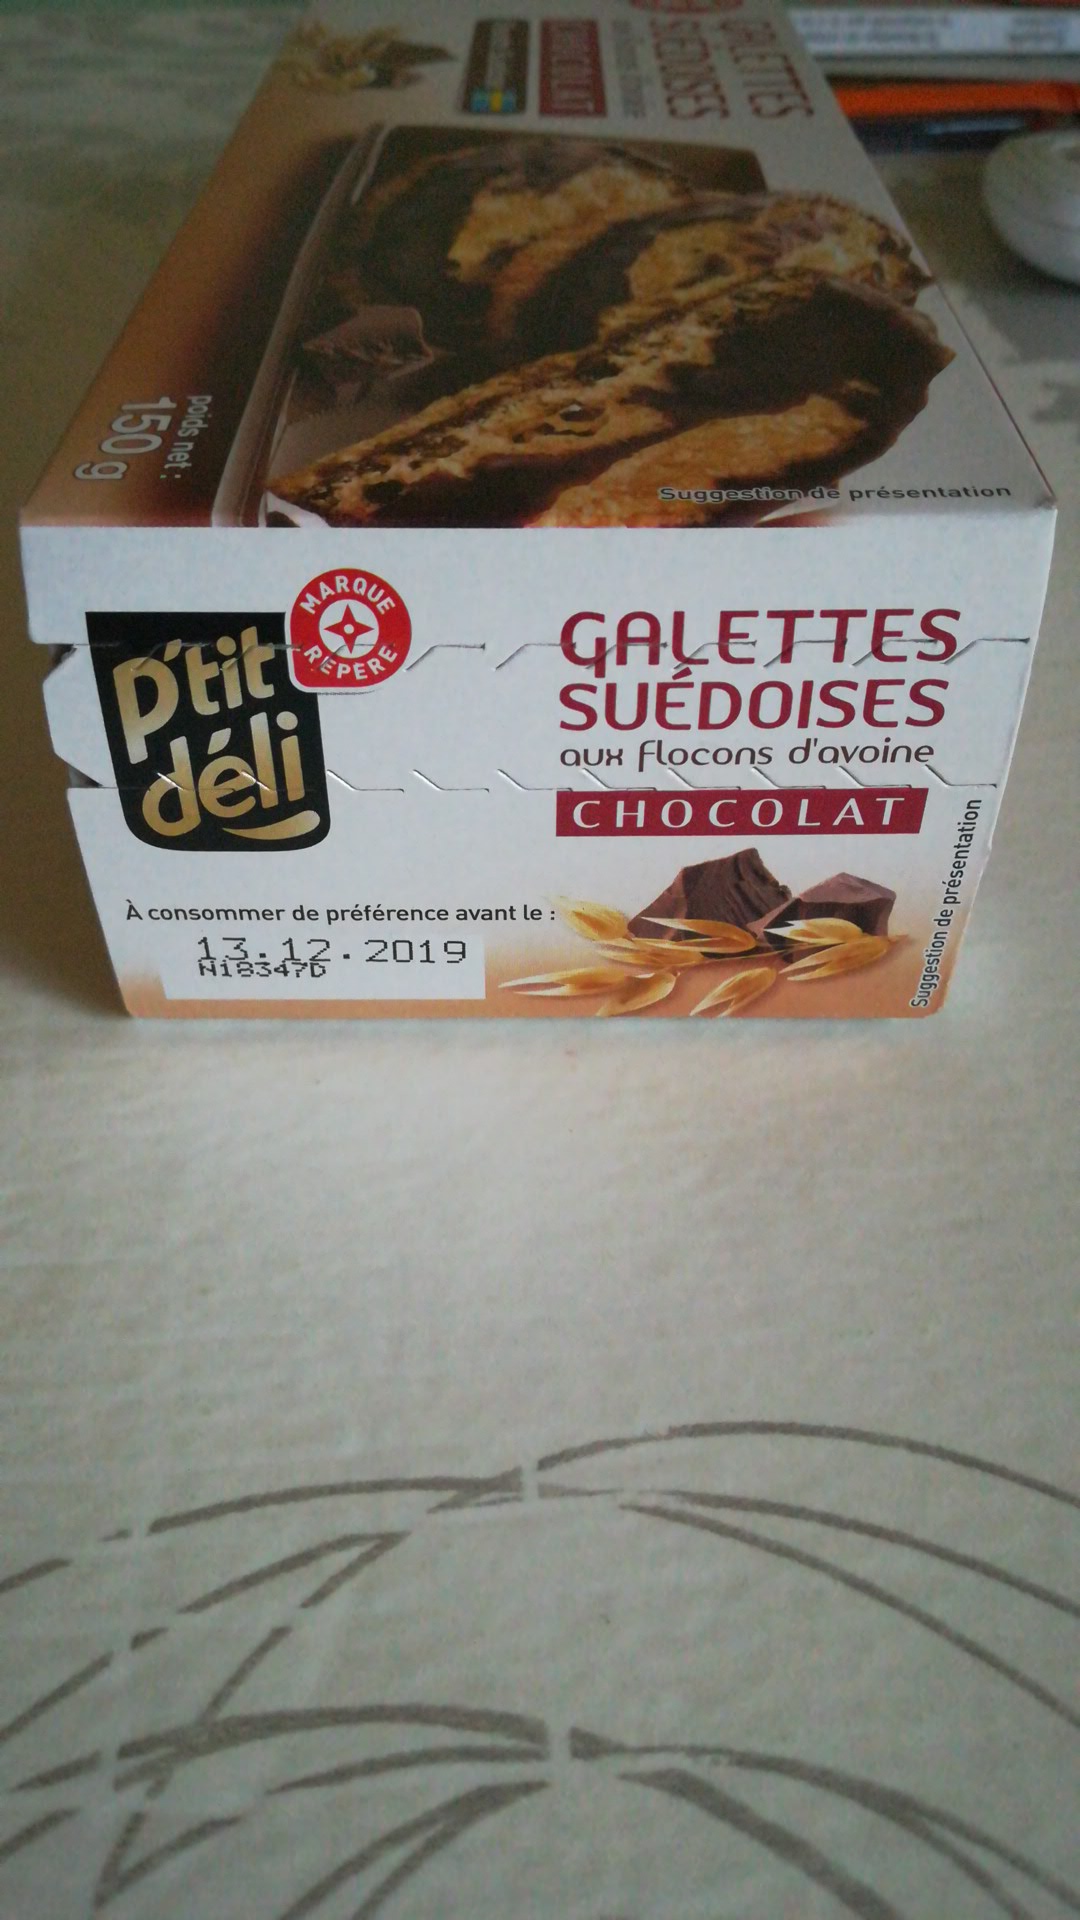 GALETTES
SUÉDOISES
CHOCOLAT
poids net :
150 g
Suggestion de présentation
MARQUE
REPÈRE
p'tit
déli
GALETTES
SUÉDOISES
aux flocons d'avoine
CHOCOLAT
Suggestion de présentation
À consommer de préférence avant le :
13.12.2019
N18347D